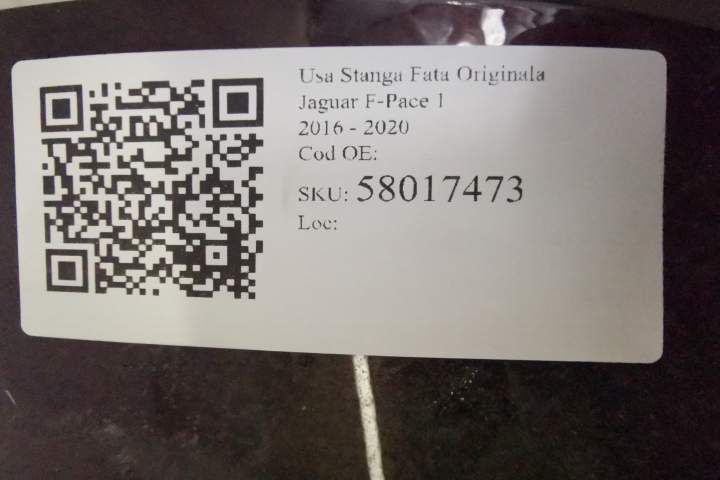 Usa Stanga Fata Originala
Jaguar F-Pace 1
2016 - 2020
Cod OE:
SKU: 58017473
Loc: